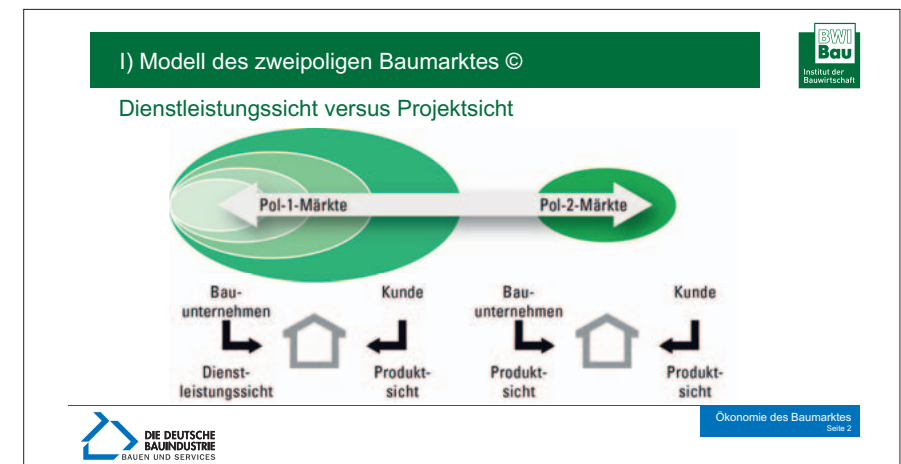 I) Modell des zweipoligen Baumarktes ©
BWI
Bau
Institut der
Bauwirtschaft
Dienstleistungssicht versus Projektsicht
Pol-1-Märkte
Pol-2-Märkte
Bau-
unternehmen
Kunde
Bau-
unternehmen
Kunde
Dienst-
leistungssicht
Produkt-
sicht
Produkt-
sicht
Produkt-
sicht
Ökonomie des Baumarktes
Seite 2
DIE DEUTSCHE
BAUINDUSTRIE
BAUEN UND SERVICES